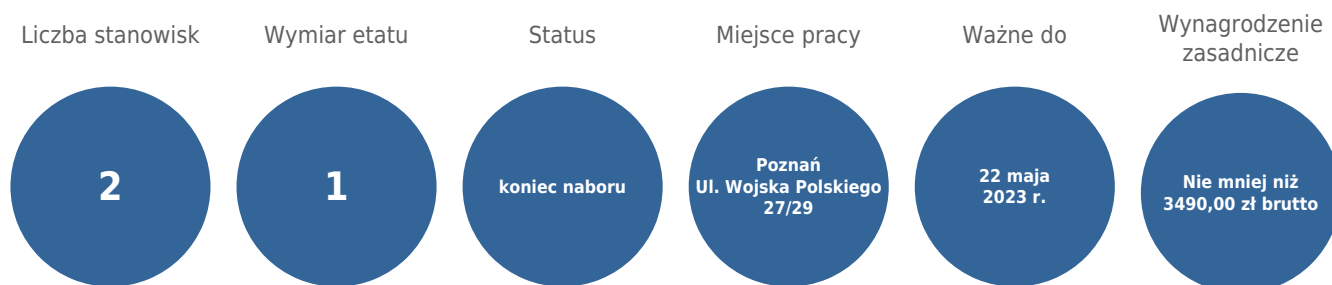 Liczba stanowisk
2
Wymiar etatu
1
Status
koniec naboru
Miejsce pracy
Poznań
Ul. Wojska Polskiego
27/29
Ważne do
22 maja
2023 r.
Wynagrodzenie
zasadnicze
Nie mniej niż
3490,00 zł brutto